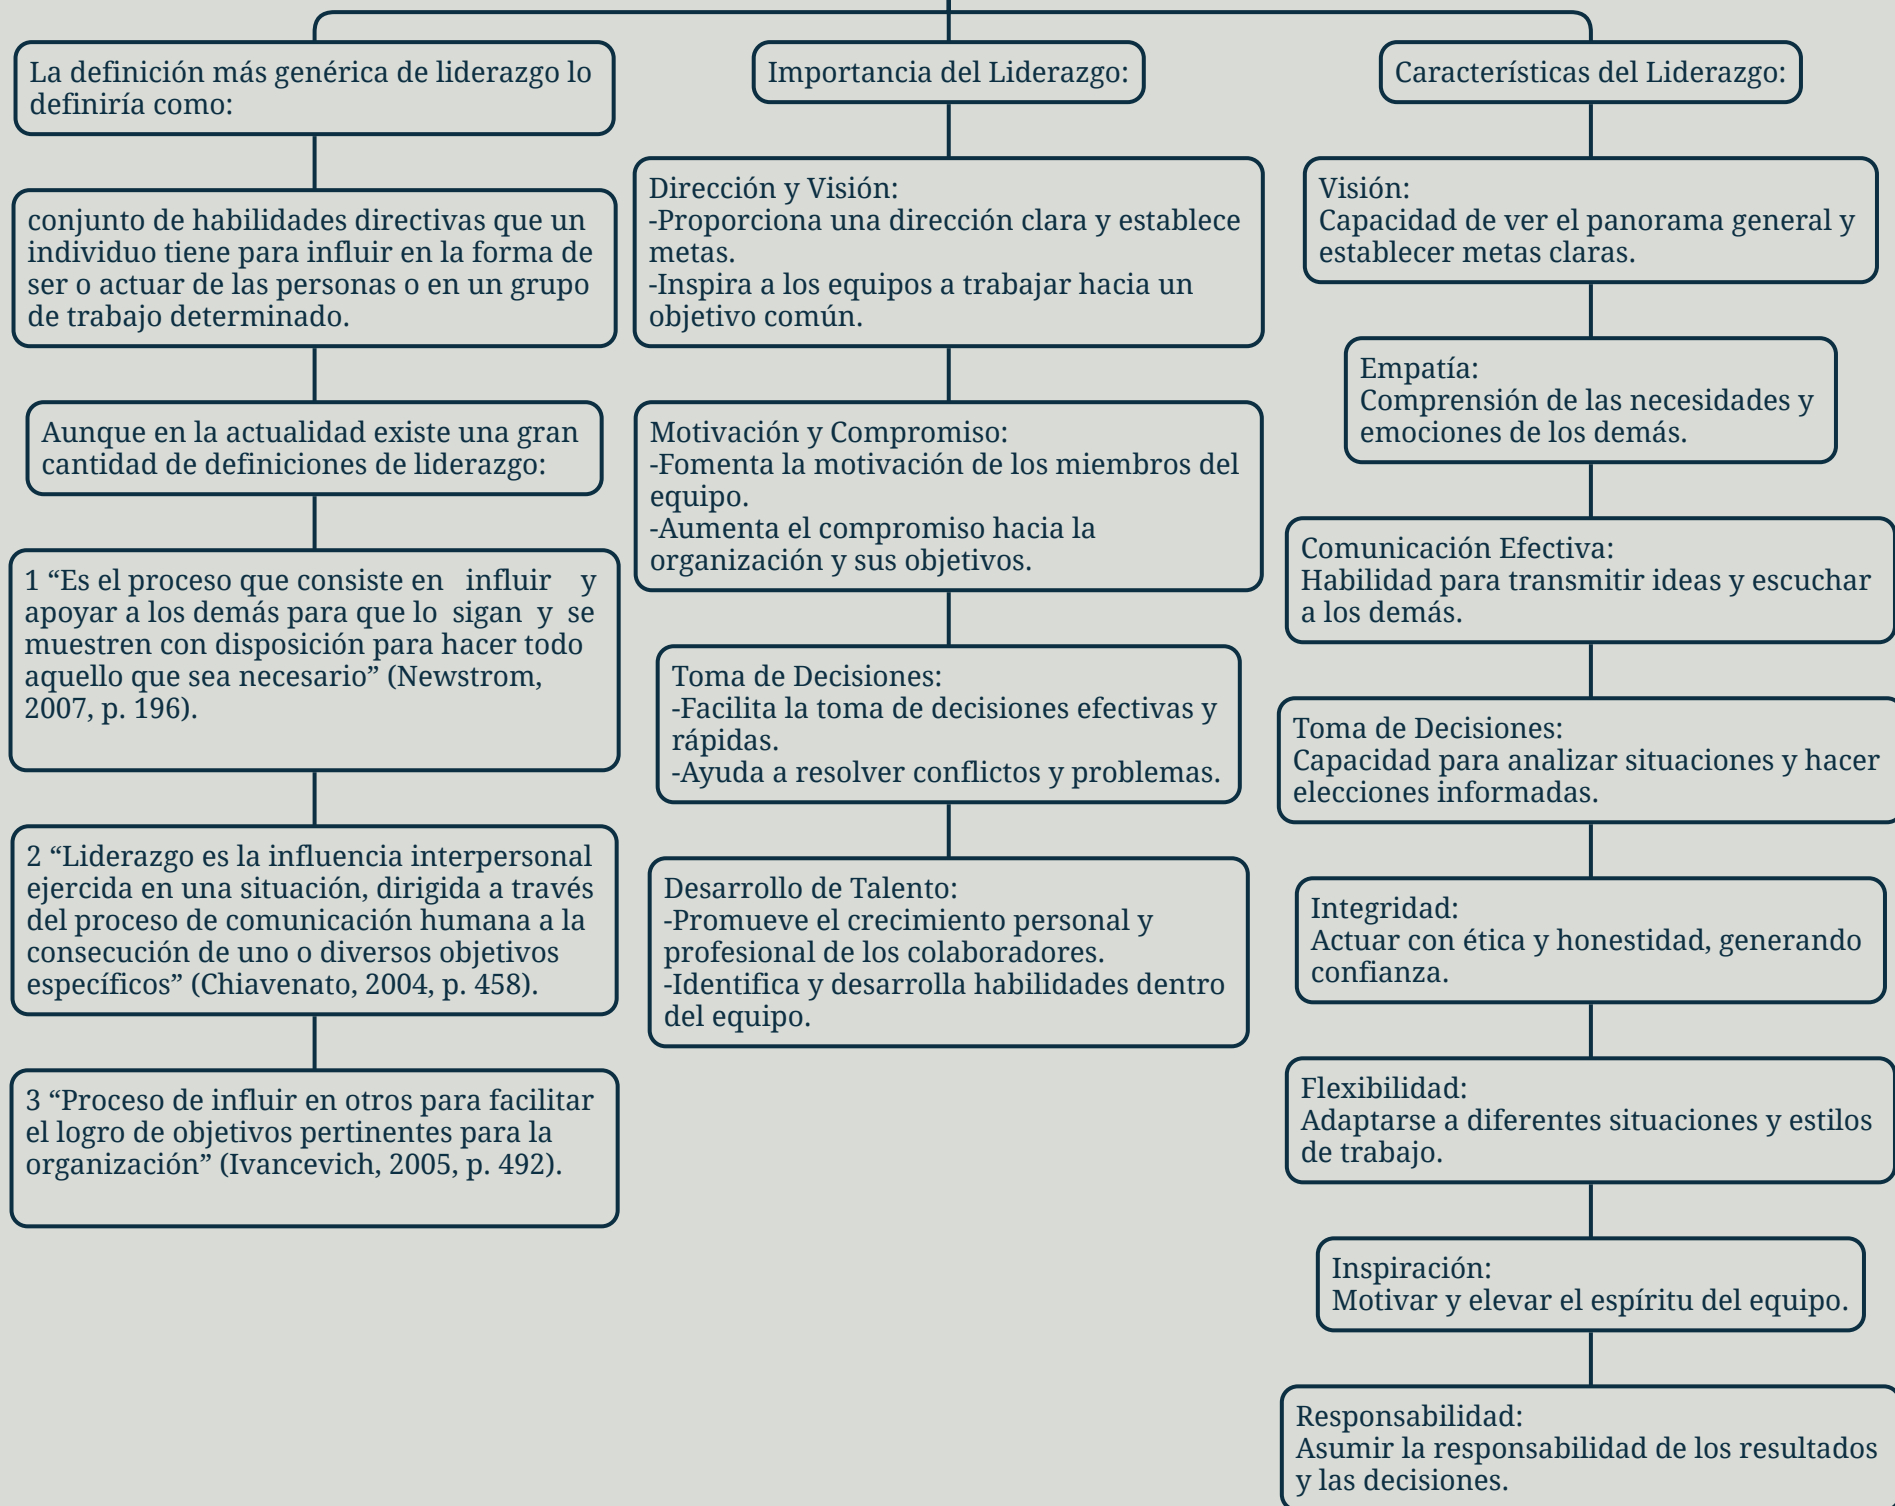 La definición más genérica de liderazgo lo
definiría como:
conjunto de habilidades directivas que un
individuo tiene para influir en la forma de
ser o actuar de las personas o en un grupo
de trabajo determinado.
Aunque en la actualidad existe una gran
cantidad de definiciones de liderazgo:
1 “Es el proceso que consiste en influir y
apoyar a los demás para que lo sigan y se
muestren con disposición para hacer todo
aquello que sea necesario” (Newstrom,
2007, p. 196).
2 “Liderazgo es la influencia interpersonal
ejercida en una situación, dirigida a través
del proceso de comunicación humana a la
consecución de uno o diversos objetivos
específicos” (Chiavenato, 2004, p. 458).
3 “Proceso de influir en otros para facilitar
el logro de objetivos pertinentes para la
organización” (Ivancevich, 2005, p. 492).
Importancia del Liderazgo:
Dirección y Visión:
-Proporciona una dirección clara y establece
metas.
-Inspira a los equipos a trabajar hacia un
objetivo común.
Motivación y Compromiso:
-Fomenta la motivación de los miembros del
equipo.
-Aumenta el compromiso hacia la
organización y sus objetivos.
Toma de Decisiones:
-Facilita la toma de decisiones efectivas y
rápidas.
-Ayuda a resolver conflictos y problemas.
Desarrollo de Talento:
-Promueve el crecimiento personal y
profesional de los colaboradores.
-Identifica y desarrolla habilidades dentro
del equipo.
Características del Liderazgo:
Visión:
Capacidad de ver el panorama general y
establecer metas claras.
Empatía:
Comprensión de las necesidades y
emociones de los demás.
Comunicación Efectiva:
Habilidad para transmitir ideas y escuchar
a los demás.
Toma de Decisiones:
Capacidad para analizar situaciones y hacer
elecciones informadas.
Integridad:
Actuar con ética y honestidad, generando
confianza.
Flexibilidad:
Adaptarse a diferentes situaciones y estilos
de trabajo.
Inspiración:
Motivar y elevar el espíritu del equipo.
Responsabilidad:
Asumir la responsabilidad de los resultados
y las decisiones.